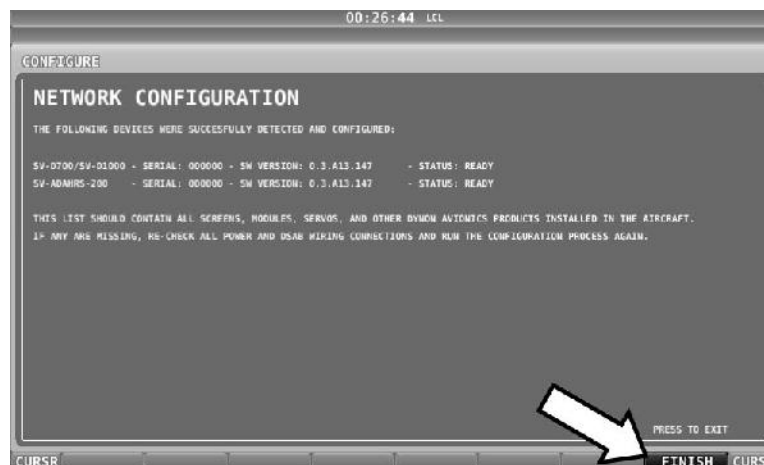 00:26:44 LCL
CONFIGURE
NETWORK CONFIGURATION
THE FOLLOWING DEVICES WERE SUCCESFULLY DETECTED AND CONFIGURED:
SV-D700/SV-D1000 - SERIAL: 000000 - SW VERSION: 0.3.A13.147 - STATUS: READY
SV-ADAHRS-200 - SERIAL: 000000 - SW VERSION: 0.3.A13.147 - STATUS: READY
THIS LIST SHOULD CONTAIN ALL SCREENS, MODULES, SERVOS, AND OTHER DYNON AVIONICS PRODUCTS INSTALLED IN THE AIRCRAFT.
IF ANY ARE MISSING, RE-CHECK ALL POWER AND DSAB WIRING CONNECTIONS AND RUN THE CONFIGURATION PROCESS AGAIN.
PRESS TO EXIT
CURSR FINISH CURS